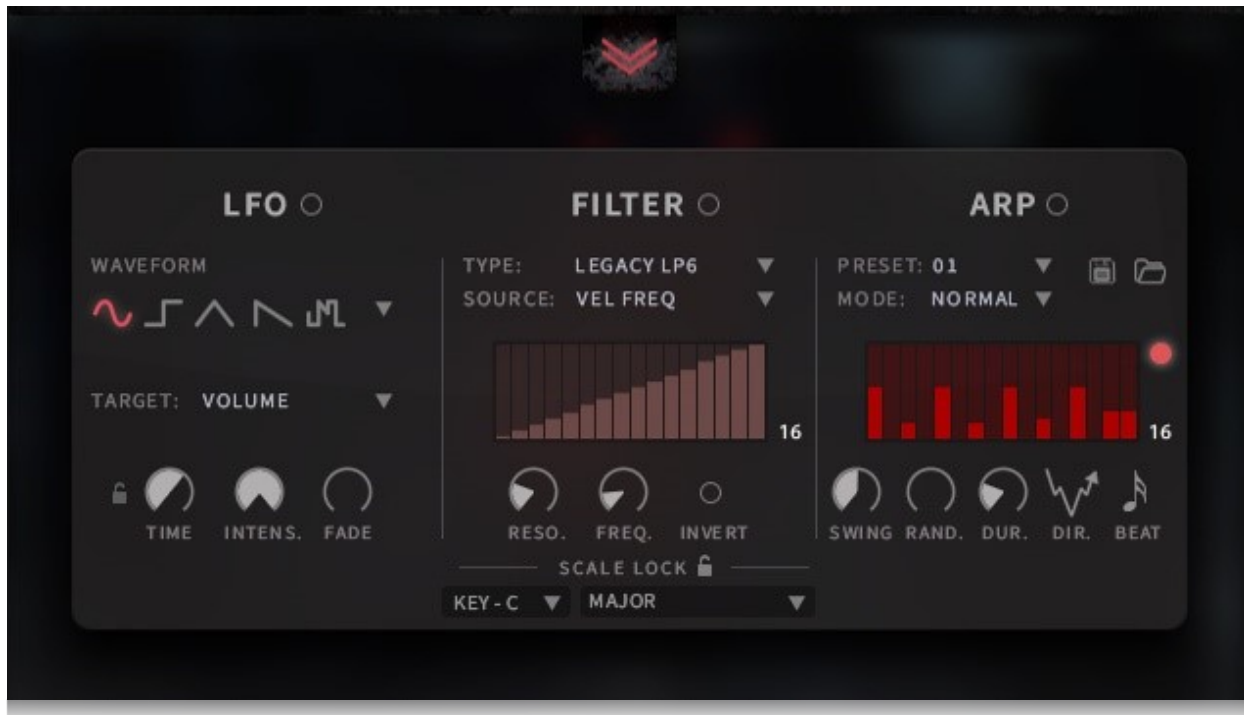 LFO
FILTER
ARP
WAVEFORM
TARGET: VOLUME
TIME INTENS. FADE
TYPE: LEGACY LP6
SOURCE: VEL FREQ
16
RESO. FREQ. INVERT
PRESET: 01
MODE: NORMAL
16
SWING RAND. DUR. DIR. BEAT
SCALE LOCK
KEY - C MAJOR